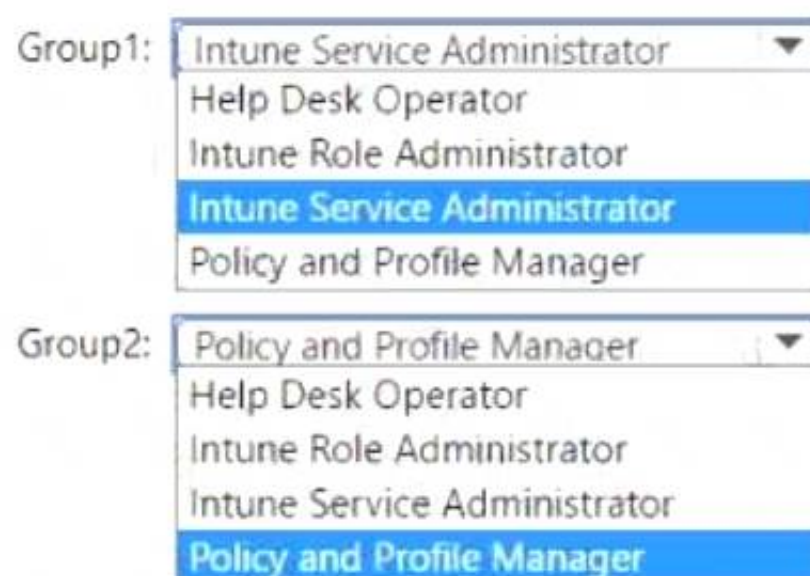 Group1: Intune Service Administrator
Help Desk Operator
Intune Role Administrator
Intune Service Administrator
Policy and Profile Manager
Group2: Policy and Profile Manager
Help Desk Operator
Intune Role Administrator
Intune Service Administrator
Policy and Profile Manager